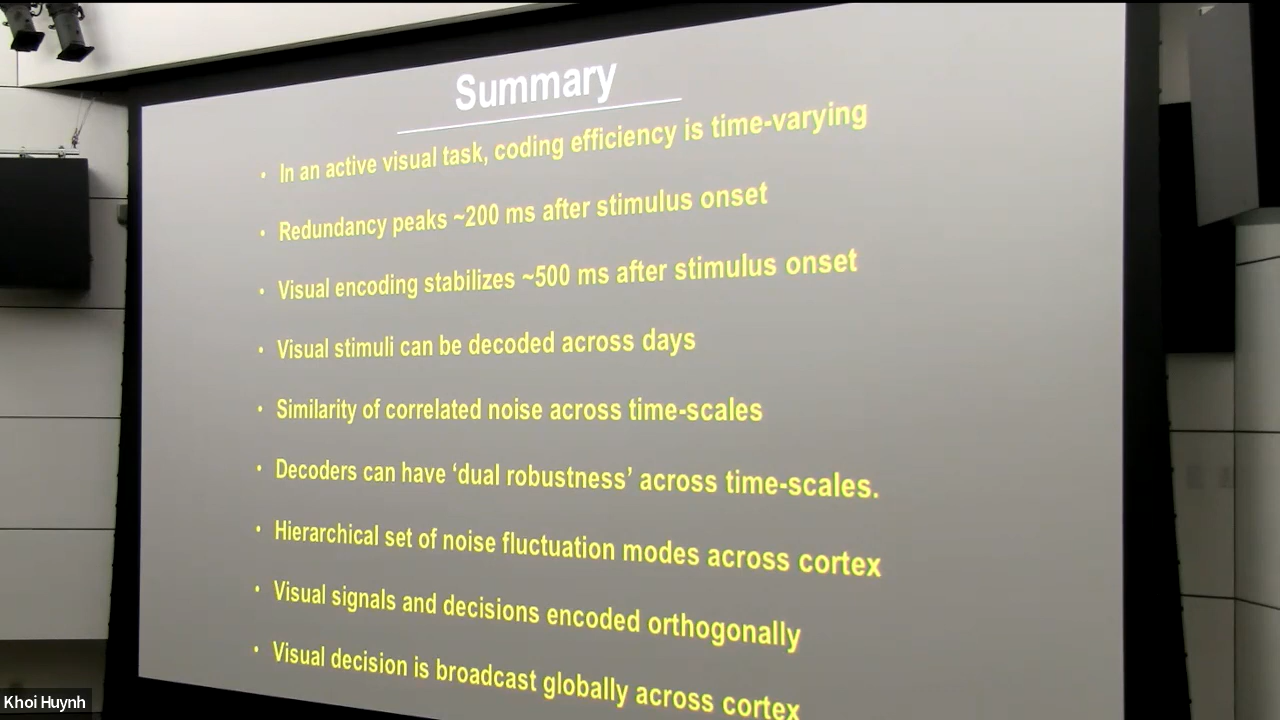 Summary
• In an active visual task, coding efficiency is time-varying
• Redundancy peaks ~200 ms after stimulus onset
• Visual encoding stabilizes ~500 ms after stimulus onset
• Visual stimuli can be decoded across days
• Similarity of correlated noise across time-scales
• Decoders can have ‘dual robustness’ across time-scales.
• Hierarchical set of noise fluctuation modes across cortex
• Visual signals and decisions encoded orthogonally
• Visual decision is broadcast globally across cortex
Khoi Huynh